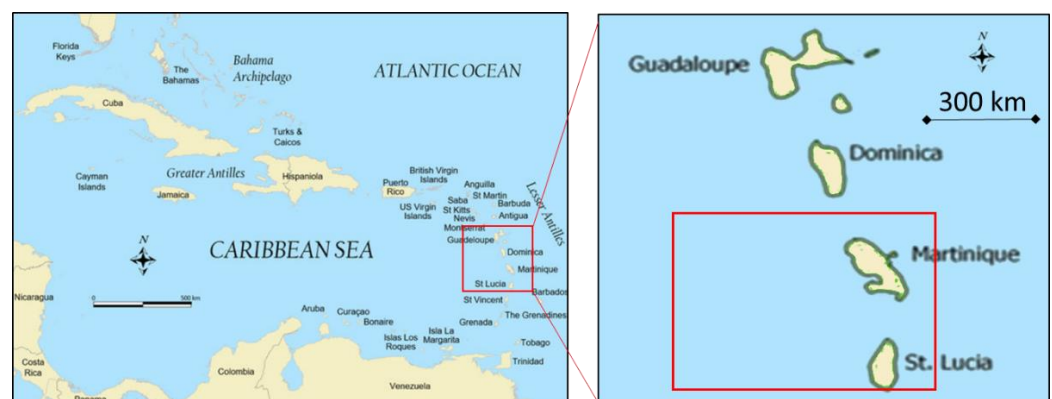 Florida
Keys
The
Bahamas
Bahama
Archipelago
ATLANTIC OCEAN
Cuba
Turks &
Caicos
Cayman
Islands
Greater Antilles
Jamaica
Hispaniola
Puerto
Rico
British Virgin
Islands
US Virgin
Islands
Anguilla
St Martin
Saba
St Kitts
Nevis
Montserrat
Barbuda
Antigua
Lesser Antilles
Guadeloupe
Dominica
Martinique
St Lucia
Barbados
St Vincent
The Grenadines
Grenada
Tobago
Trinidad
N
CARIBBEAN SEA
0
500 km
Nicaragua
Costa
Rica
Panama
Aruba
Curaçao
Bonaire
Islas Los
Roques
Isla La
Margarita
Colombia
Venezuela
Guadaloupe
N
300 km
Dominica
Martinique
St. Lucia